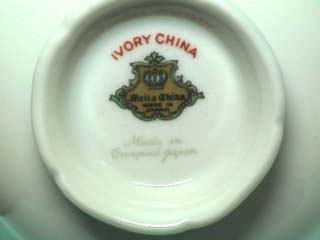 IVORY CHINA
Meito China
MADE IN
JAPAN
Made in
Occupied Japan